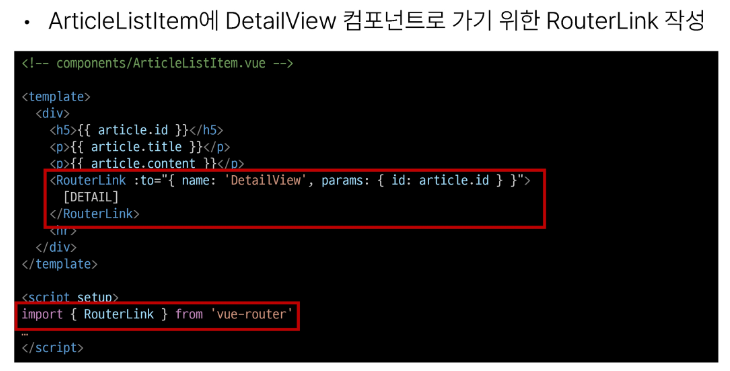 • ArticleListItem에 DetailView 컴포넌트로 가기 위한 RouterLink 작성
<!-- components/ArticleListItem.vue -->
<template>
<div>
<h5>{{ article.id }}</h5>
<p>{{ article.title }}</p>
<p>{{ article.content }}</p>
<RouterLink :to="{ name: 'DetailView', params: { id: article.id } }">
[DETAIL]
</RouterLink>
<hr>
</div>
</template>
<script setup>
import { RouterLink } from 'vue-router'
…
</script>